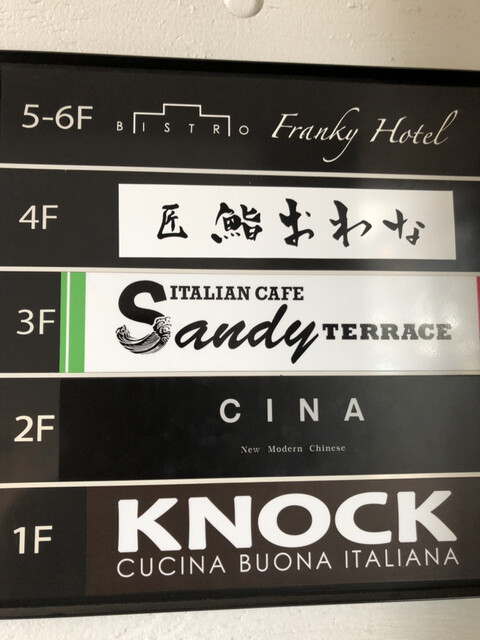 5-6F BISTRO Franky Hotel
4F 匠 鮨 おわな
3F ITALIAN CAFE
Sandy TERRACE
2F CINA
New Modern Chinese
1F KNOCK
CUCINA BUONA ITALIANA